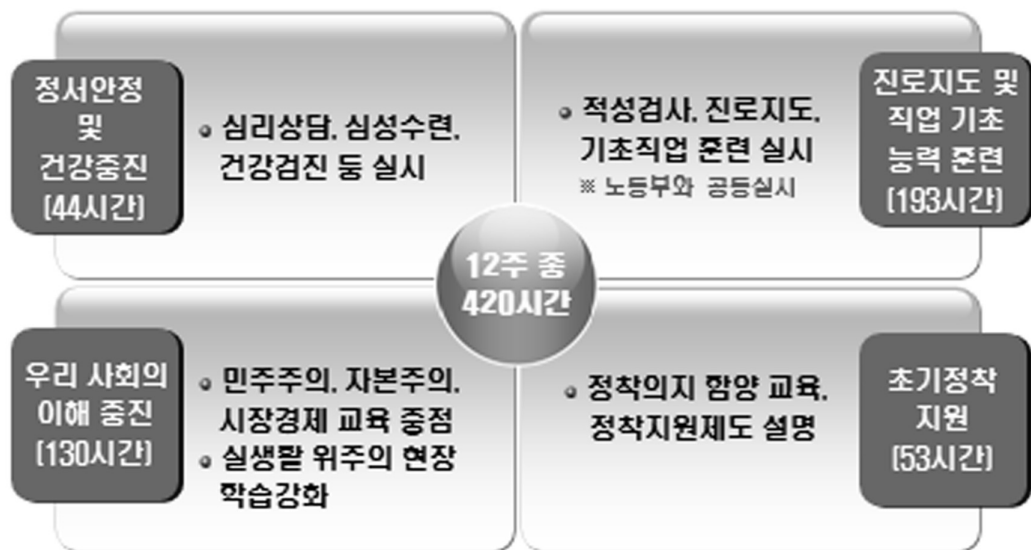 정서안정
및
건강증진
(44시간)
• 심리상담, 심성수련,
건강검진 등 실시
• 적성검사, 진로지도,
기초직업 훈련 실시
※ 노동부와 공동실시
진로지도 및
직업 기초
능력 훈련
(193시간)
12주 총
420시간
우리 사회의
이해 증진
(130시간)
• 민주주의, 자본주의,
시장경제 교육 중점
• 실생활 위주의 현장
학습강화
• 정착의지 함양 교육,
정착지원제도 설명
초기정착
지원
(53시간)